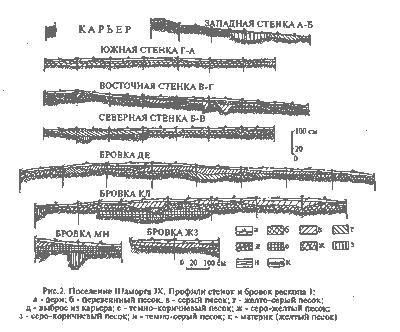 КАРЬЕР
ЗАПАДНАЯ СТЕНКА А-Б
ЮЖНАЯ СТЕНКА Г-А
ВОСТОЧНАЯ СТЕНКА В-Г
СЕВЕРНАЯ СТЕНКА Б-В
100 см
20
0
БРОВКА ДЕ
БРОВКА КЛ
БРОВКА МН
БРОВКА ЖЗ
0 20 100 см
а б в г
д е ж з
и к
Рис.2. Поселение Шаморга IX. Профили стенок и бровок раскопа 1:
а - дерн; б - перевеянный песок; в - серый песок; г - желто-серый песок;
д - выброс из карьера; е - темно-коричневый песок; ж - серо-желтый песок;
з - серо-коричневый песок; и - темно-серый песок; к - материк (желтый песок)